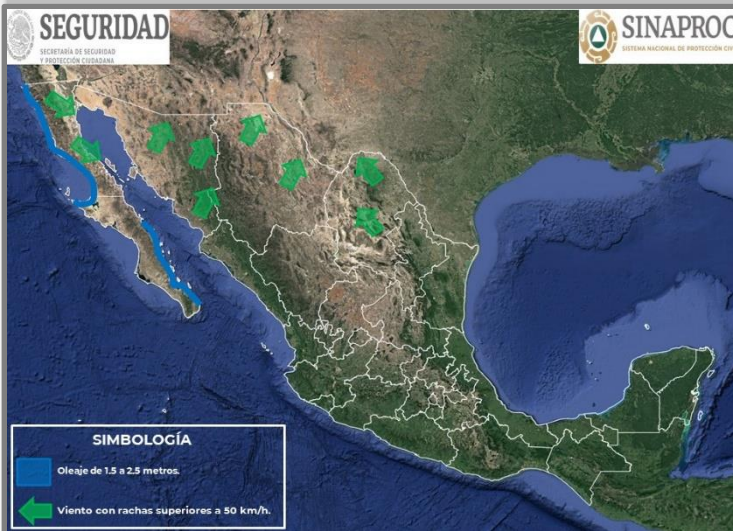 SEGURIDAD
SECRETARÍA DE SEGURIDAD
Y PROTECCIÓN CIUDADANA
SINAPROC
SISTEMA NACIONAL DE PROTECCIÓN CIV
SIMBOLOGÍA
Oleaje de 1.5 a 2.5 metros.
Viento con rachas superiores a 50 km/h.